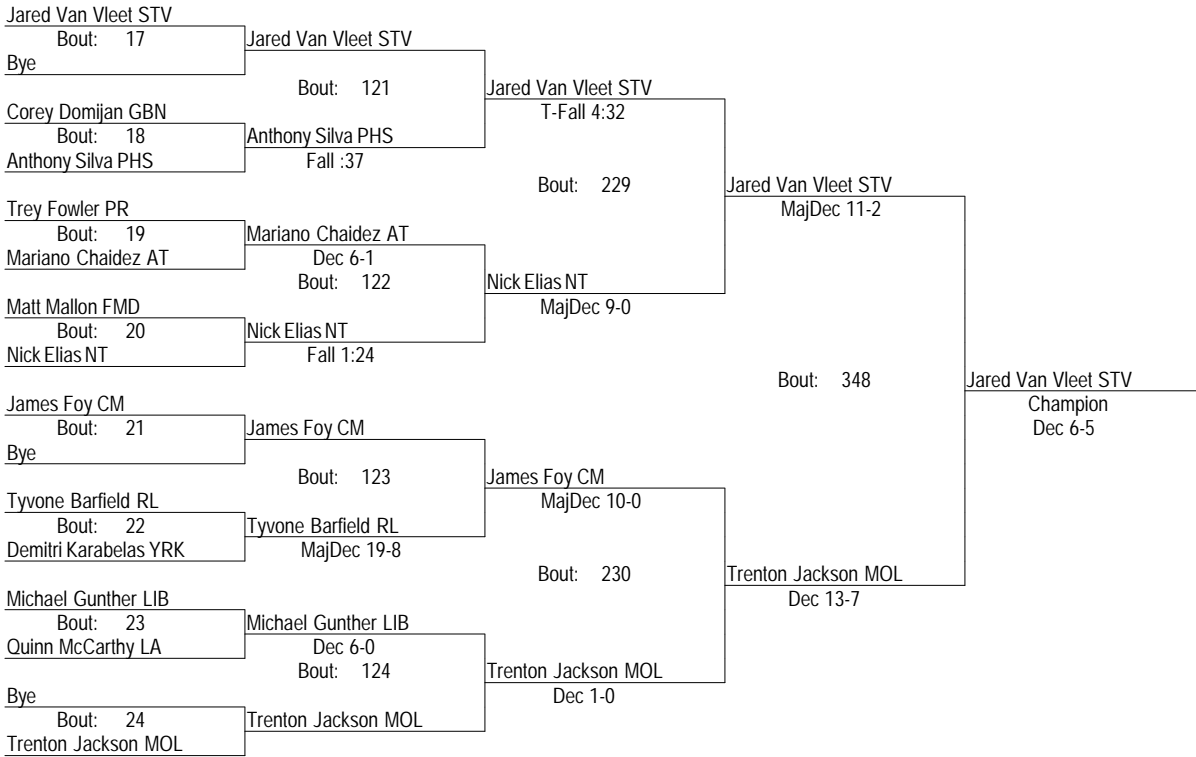 Jared Van Vleet STV
Bout: 17
Bye
Jared Van Vleet STV
Bout: 121
Corey Domijan GBN
Bout: 18
Anthony Silva PHS
Anthony Silva PHS
Fall :37
Jared Van Vleet STV
T-Fall 4:32
Bout: 229
Trey Fowler PR
Bout: 19
Mariano Chaidez AT
Mariano Chaidez AT
Dec 6-1
Bout: 122
Matt Mallon FMD
Bout: 20
Nick Elias NT
Nick Elias NT
Fall 1:24
Nick Elias NT
MajDec 9-0
Jared Van Vleet STV
MajDec 11-2
Bout: 348
James Foy CM
Bout: 21
Bye
James Foy CM
Bout: 123
Tyvone Barfield RL
Bout: 22
Demitri Karabelas YRK
Tyvone Barfield RL
MajDec 19-8
James Foy CM
MajDec 10-0
Bout: 230
Michael Gunther LIB
Bout: 23
Quinn McCarthy LA
Michael Gunther LIB
Dec 6-0
Bout: 124
Bye
Bout: 24
Trenton Jackson MOL
Trenton Jackson MOL
Trenton Jackson MOL
Dec 1-0
Trenton Jackson MOL
Dec 13-7
Jared Van Vleet STV
Champion
Dec 6-5